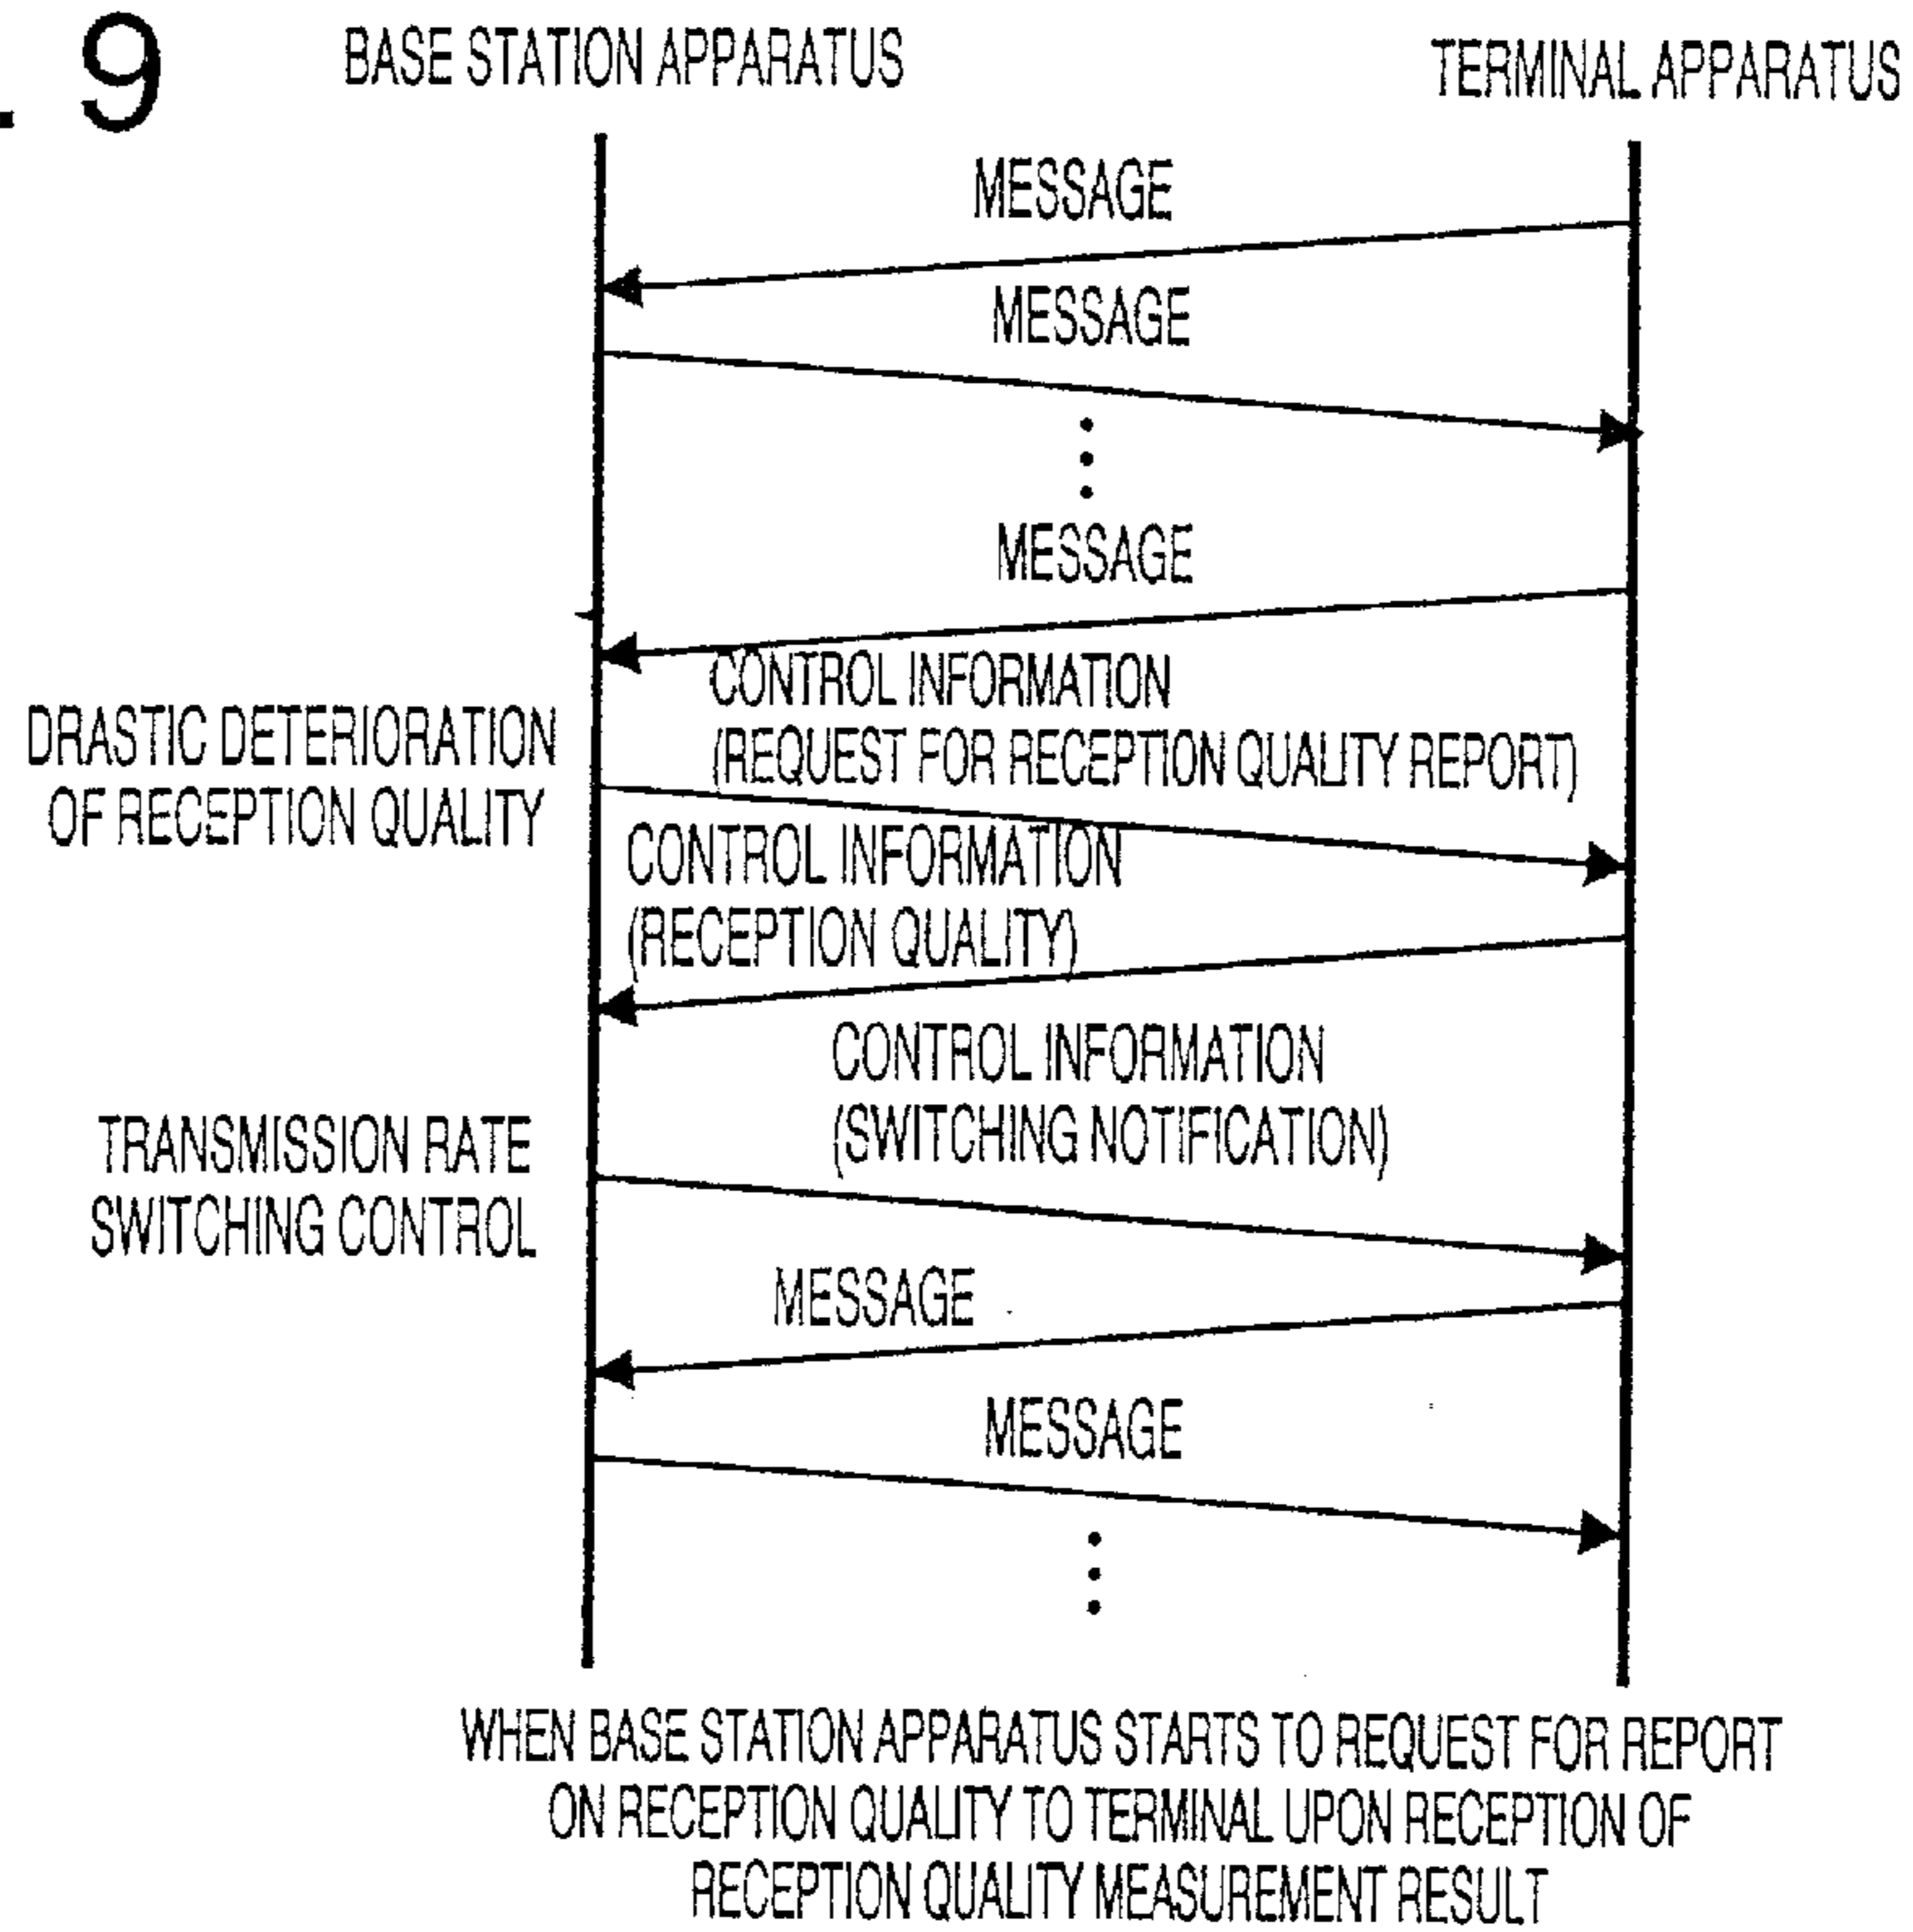 . 9
BASE STATION APPARATUS
TERMINAL APPARATUS
MESSAGE
MESSAGE
MESSAGE
CONTROL INFORMATION
(REQUEST FOR RECEPTION QUALITY REPORT)
DRASTIC DETERIORATION
OF RECEPTION QUALITY
CONTROL INFORMATION
(RECEPTION QUALITY)
CONTROL INFORMATION
(SWITCHING NOTIFICATION)
TRANSMISSION RATE
SWITCHING CONTROL
MESSAGE
MESSAGE
WHEN BASE STATION APPARATUS STARTS TO REQUEST FOR REPORT
ON RECEPTION QUALITY TO TERMINAL UPON RECEPTION OF
RECEPTION QUALITY MEASUREMENT RESULT